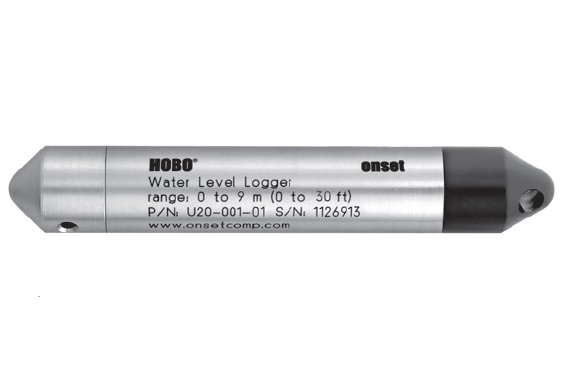 HOBO® onset
Water Level Logger
range: 0 to 9 m (0 to 30 ft)
P/N: U20-001-01 S/N: 1126913
www.onsetcomp.com